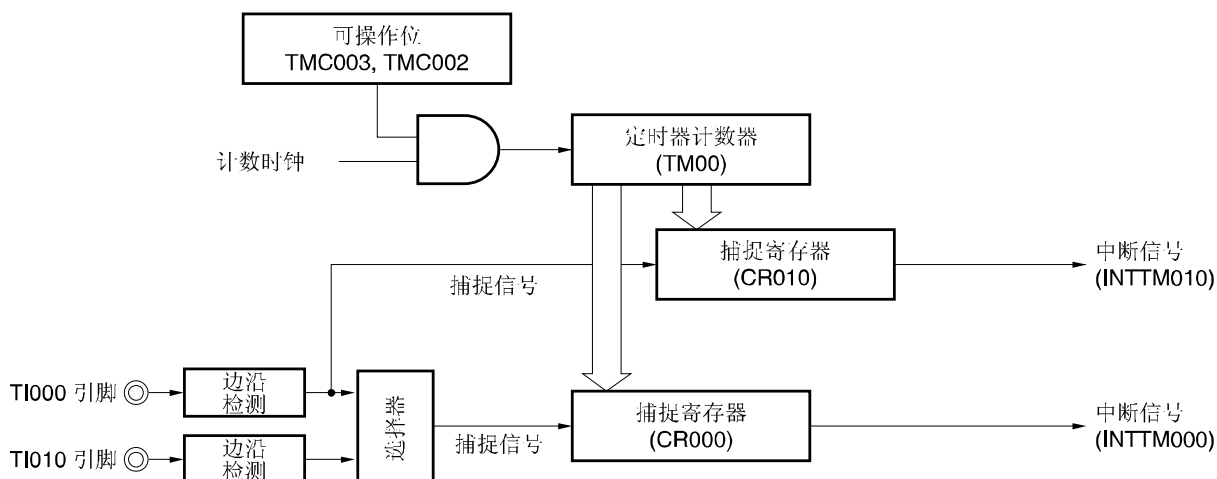 可操作位
TMC003, TMC002
计数时钟
定时器计数器
(TM00)
捕捉寄存器
(CR010)
捕捉信号
中断信号
(INTTM010)
TI000 引脚
边沿
检测
选择器
捕捉信号
捕捉寄存器
(CR000)
中断信号
(INTTM000)
TI010 引脚
边沿
检测